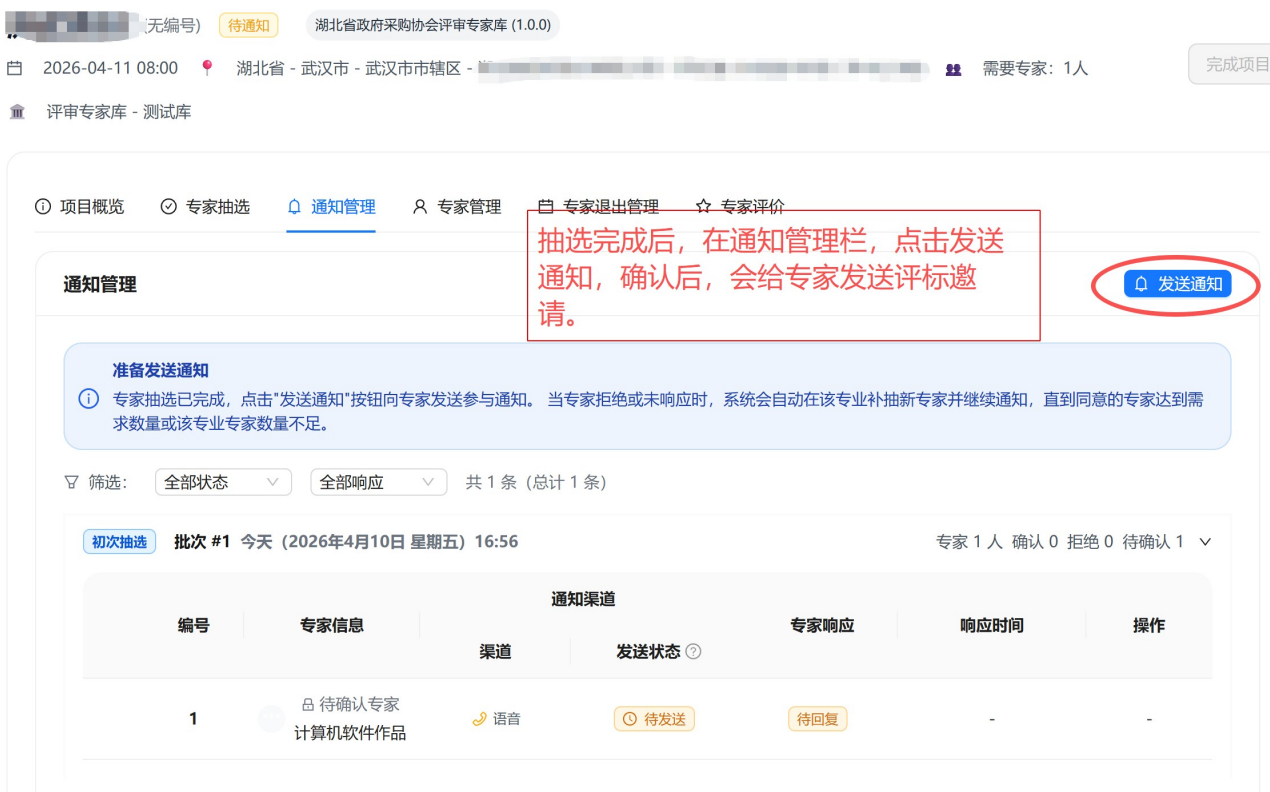 (无编号) 待通知 湖北省政府采购协会评审专家库 (1.0.0)
2026-04-11 08:00 湖北省 - 武汉市 - 武汉市市辖区 - 需要专家：1人 完成项目
评审专家库 - 测试库
项目概览 专家抽选 通知管理 专家管理 专家退出管理 专家评价
抽选完成后，在通知管理栏，点击发送
通知，确认后，会给专家发送评标邀
请。
通知管理 发送通知
准备发送通知
专家抽选已完成，点击"发送通知"按钮向专家发送参与通知。 当专家拒绝或未响应时，系统会自动在该专业补抽新专家并继续通知，直到同意的专家达到需
求数量或该专业专家数量不足。
筛选： 全部状态 全部响应 共 1 条（总计 1 条）
初次抽选 批次 #1 今天（2026年4月10日 星期五）16:56 专家 1 人 确认 0 拒绝 0 待确认 1
通知渠道
编号 专家信息 专家响应 响应时间 操作
渠道 发送状态
待确认专家
1 语音 待发送 待回复 - -
计算机软件作品